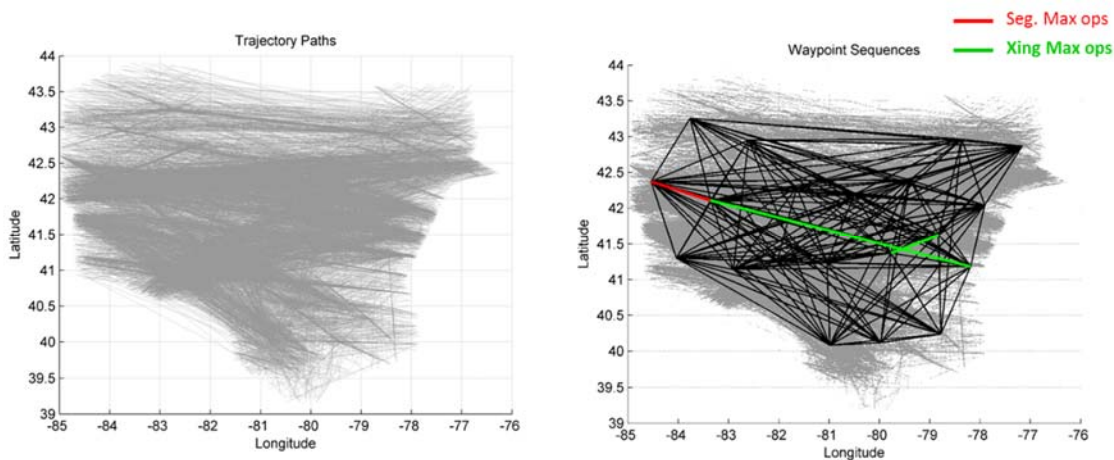 Trajectory Paths
44
43.5
43
42.5
42
41.5
41
40.5
40
39.5
39
Latitude
-85 -84 -83 -82 -81 -80 -79 -78 -77 -76
Longitude
Seg. Max ops
Xing Max ops
Waypoint Sequences
44
43.5
43
42.5
42
41.5
41
40.5
40
39.5
39
Latitude
-85 -84 -83 -82 -81 -80 -79 -78 -77 -76
Longitude